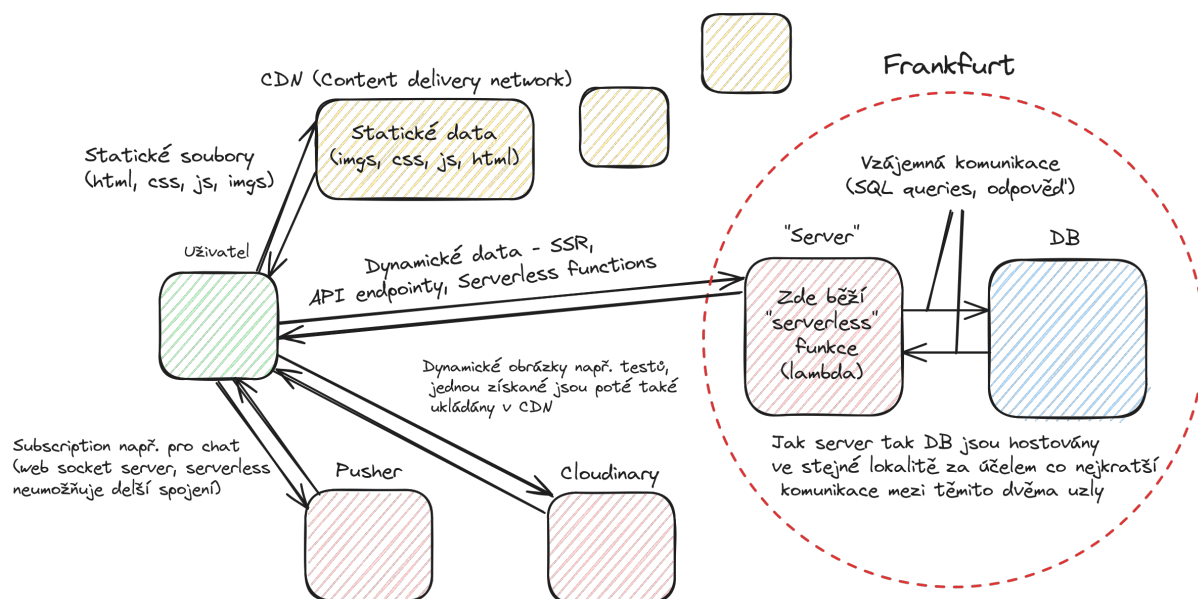 CDN (Content delivery network)
Statické data
(imgs, css, js, html)
Statické soubory
(html, css, js, imgs)
Uživatel
Dynamické data - SSR,
API endpointy, Serverless functions
Frankfurt
Vzájemná komunikace
(SQL queries, odpověď)
"Server"
DB
Zde běží
"serverless"
funkce
(lambda)
Jak server tak DB jsou hostovány
ve stejné lokalitě za účelem co nejkratší
komunikace mezi těmito dvěma uzly
Dynamické obrázky např. testů,
jednou získané jsou poté také
ukládány v CDN
Subscription např. pro chat
(web socket server, serverless
neumožňuje delší spojení)
Pusher
Cloudinary